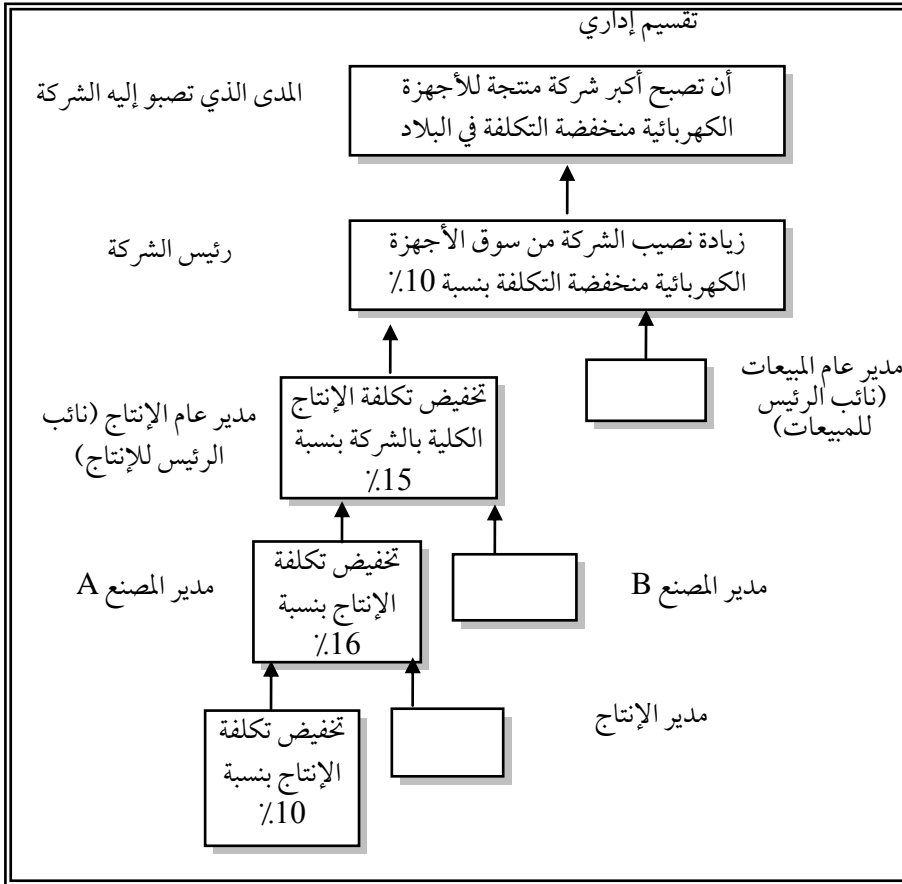 تقسيم إداري
المدى الذي تصبو إليه الشركة
أن تصبح أكبر شركة منتجة للأجهزة
الكهربائية منخفضة التكلفة في البلاد
رئيس الشركة
زيادة نصيب الشركة من سوق الأجهزة
الكهربائية منخفضة التكلفة بنسبة 10٪
مدير عام المبيعات
(نائب الرئيس
للمبيعات)
تخفيض تكلفة الإنتاج
الكلية بالشركة بنسبة
15٪
مدير عام الإنتاج (نائب
الرئيس للإنتاج)
مدير المصنع B
تخفيض تكلفة
الإنتاج بنسبة
16٪
مدير المصنع A
مدير الإنتاج
تخفيض تكلفة
الإنتاج بنسبة
10٪